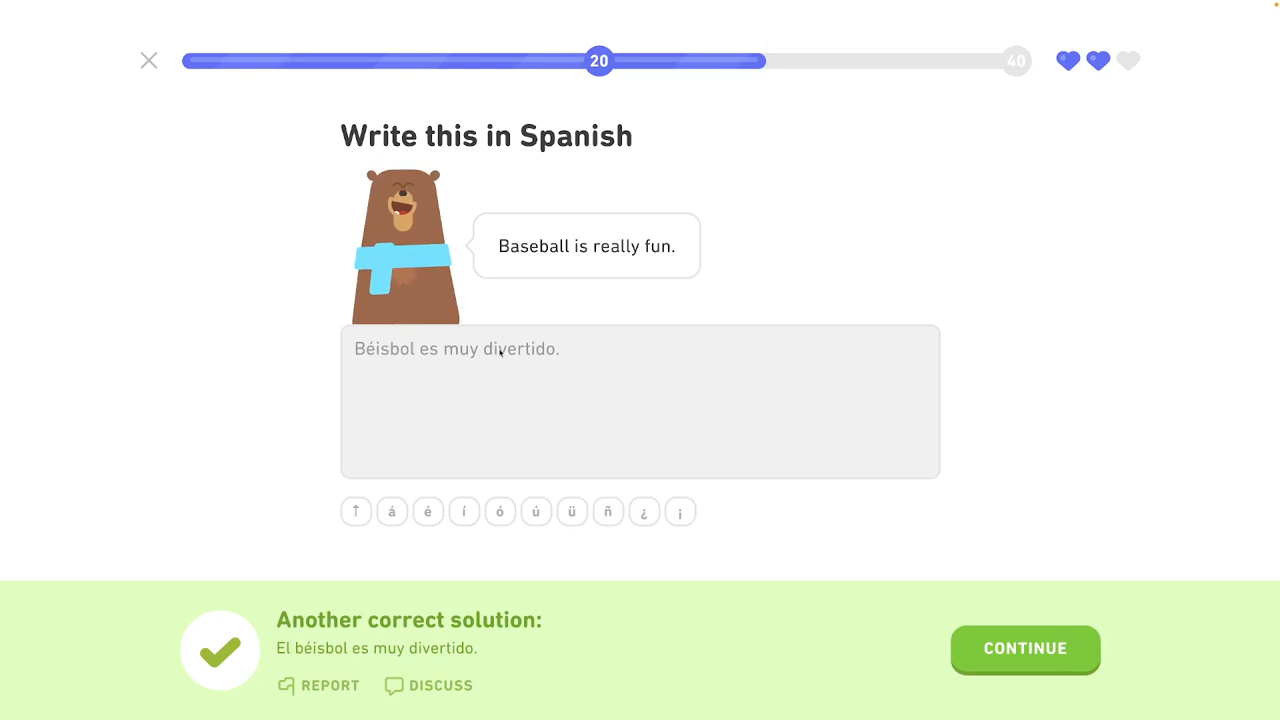 20
40
Write this in Spanish
Baseball is really fun.
Béisbol es muy divertido.
↑ á é í ó ú ü ñ ¿ ¡
Another correct solution:
El béisbol es muy divertido.
REPORT DISCUSS
CONTINUE